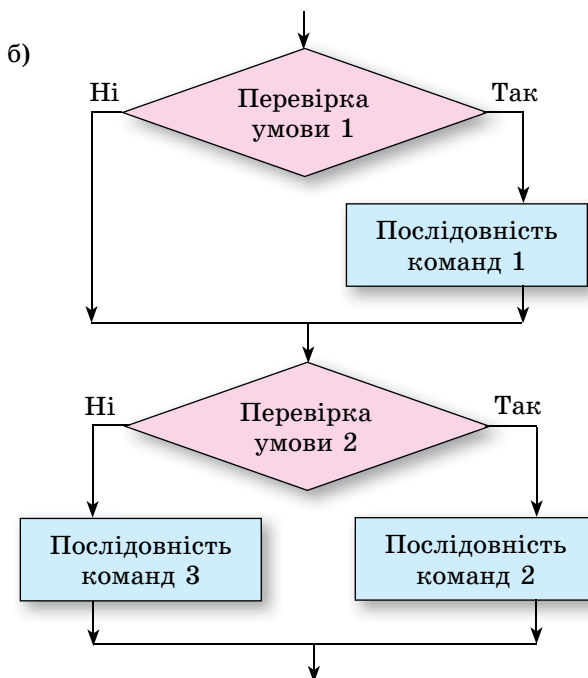 б)
Ні
Перевірка
умови 1
Так
Послідовність
команд 1
Ні
Перевірка
умови 2
Так
Послідовність
команд 3
Послідовність
команд 2